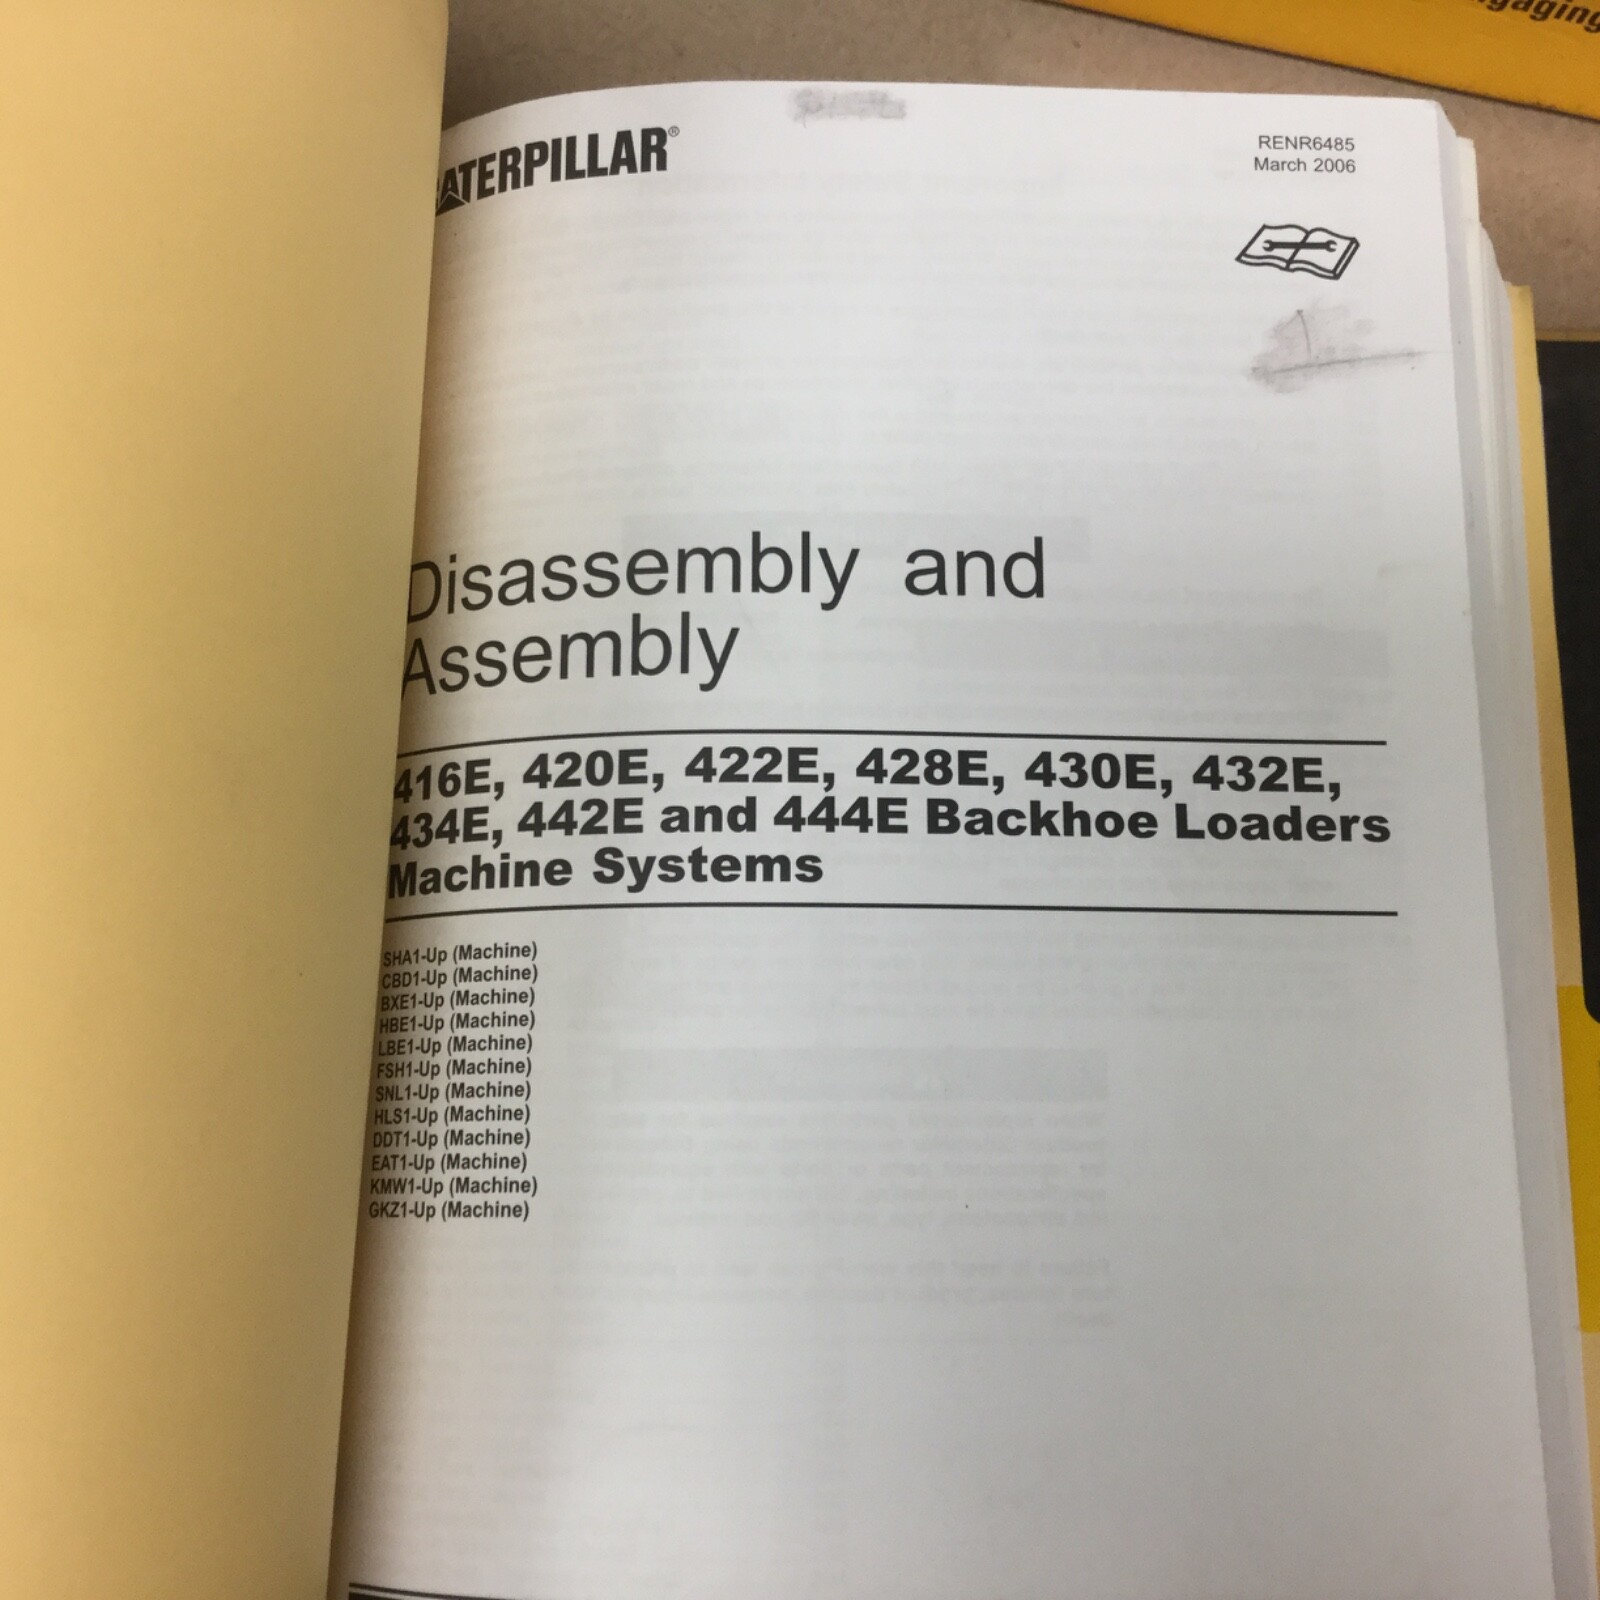 gaging
CATERPILLAR®
RENR6485
March 2006
Disassembly and
Assembly
416E, 420E, 422E, 428E, 430E, 432E,
434E, 442E and 444E Backhoe Loaders
Machine Systems
SHA1-Up (Machine)
CBD1-Up (Machine)
BXE1-Up (Machine)
HBE1-Up (Machine)
LBE1-Up (Machine)
FSH1-Up (Machine)
SNL1-Up (Machine)
HLS1-Up (Machine)
DDT1-Up (Machine)
EAT1-Up (Machine)
KMW1-Up (Machine)
GKZ1-Up (Machine)